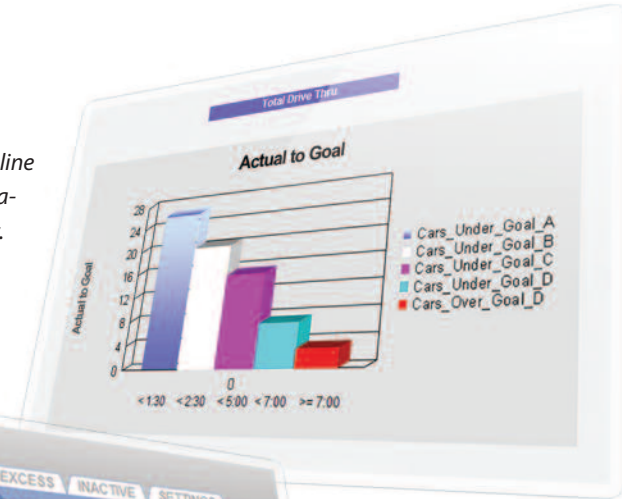 Total Drive Thru
line
a-
.
Actual to Goal
Actual to Goal
28
24
20
16
12
8
4
0
0
< 1:30 < 2:30 < 5:00 < 7:00 >= 7:00
Cars_Under_Goal_A
Cars_Under_Goal_B
Cars_Under_Goal_C
Cars_Under_Goal_D
Cars_Over_Goal_D
EXCESS INACTIVE